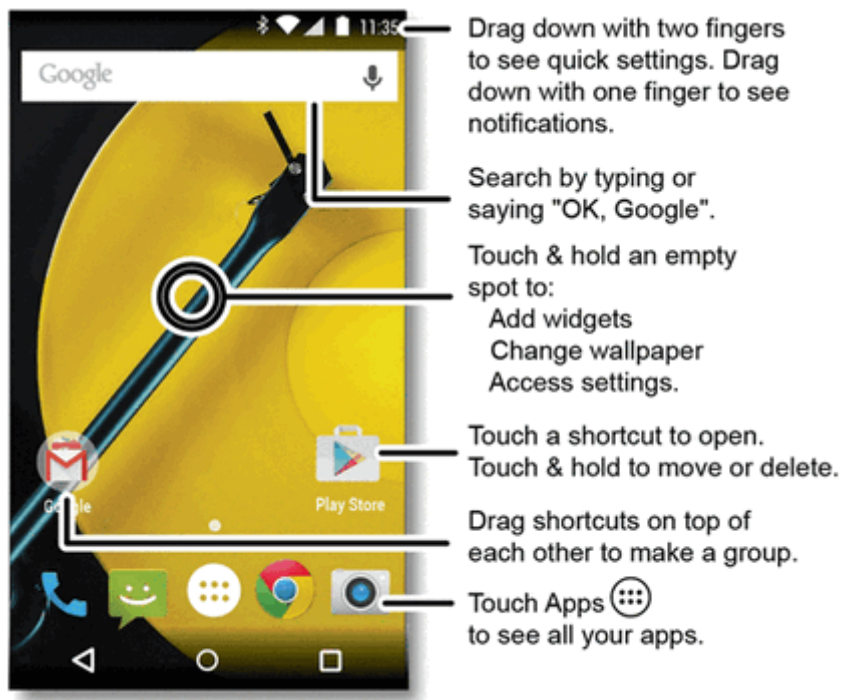 11:35
Google
Google
Play Store
Drag down with two fingers
to see quick settings. Drag
down with one finger to see
notifications.
Search by typing or
saying "OK, Google".
Touch & hold an empty
spot to:
Add widgets
Change wallpaper
Access settings.
Touch a shortcut to open.
Touch & hold to move or delete.
Drag shortcuts on top of
each other to make a group.
Touch Apps
to see all your apps.